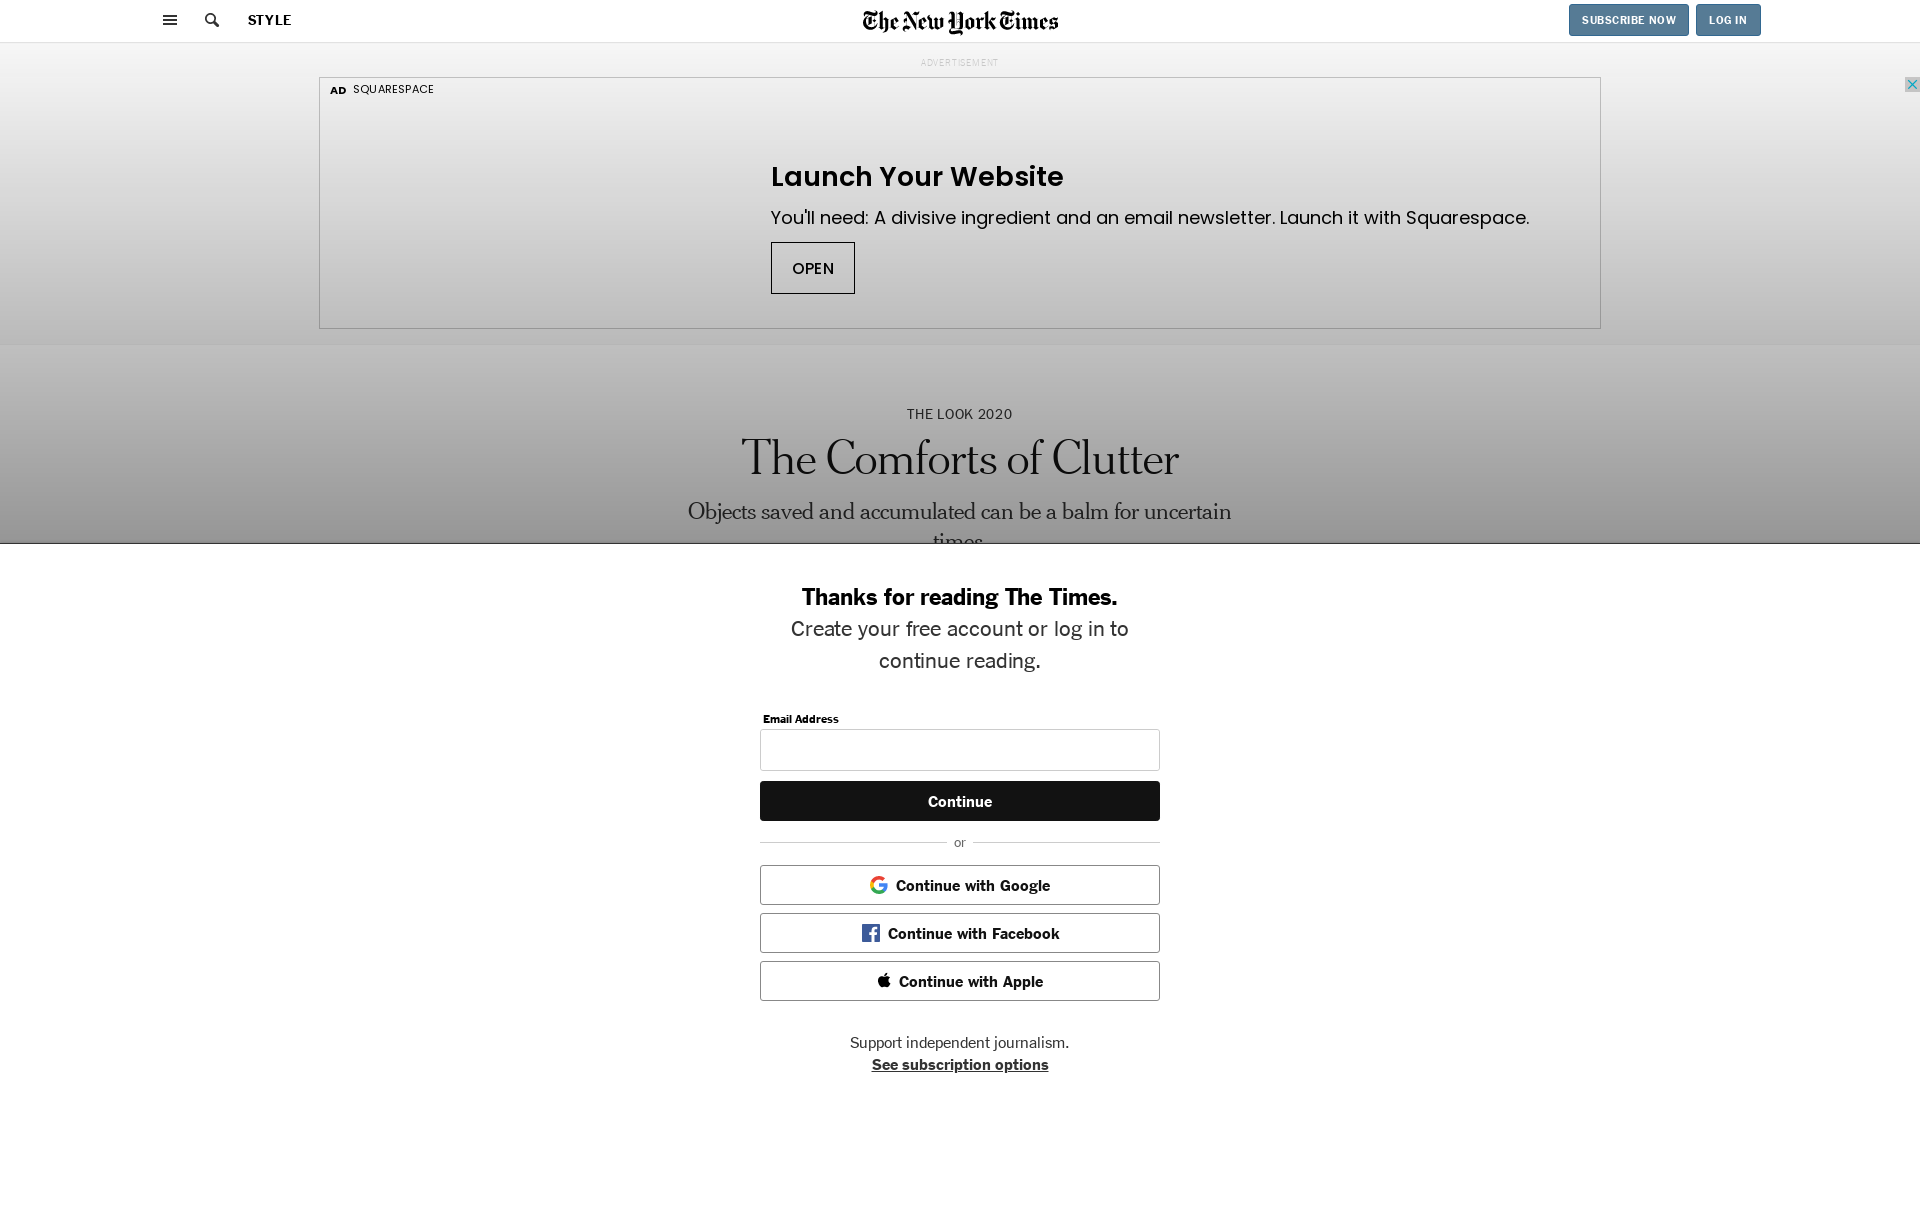 STYLE
The New York Times
SUBSCRIBE NOW
LOG IN
ADVERTISEMENT
AD SQUARESPACE
Launch Your Website
You'll need: A divisive ingredient and an email newsletter. Launch it with Squarespace.
OPEN
THE LOOK 2020
The Comforts of Clutter
Objects saved and accumulated can be a balm for uncertain
times.
Thanks for reading The Times.
Create your free account or log in to
continue reading.
Email Address
Continue
or
Continue with Google
Continue with Facebook
Continue with Apple
Support independent journalism.
See subscription options